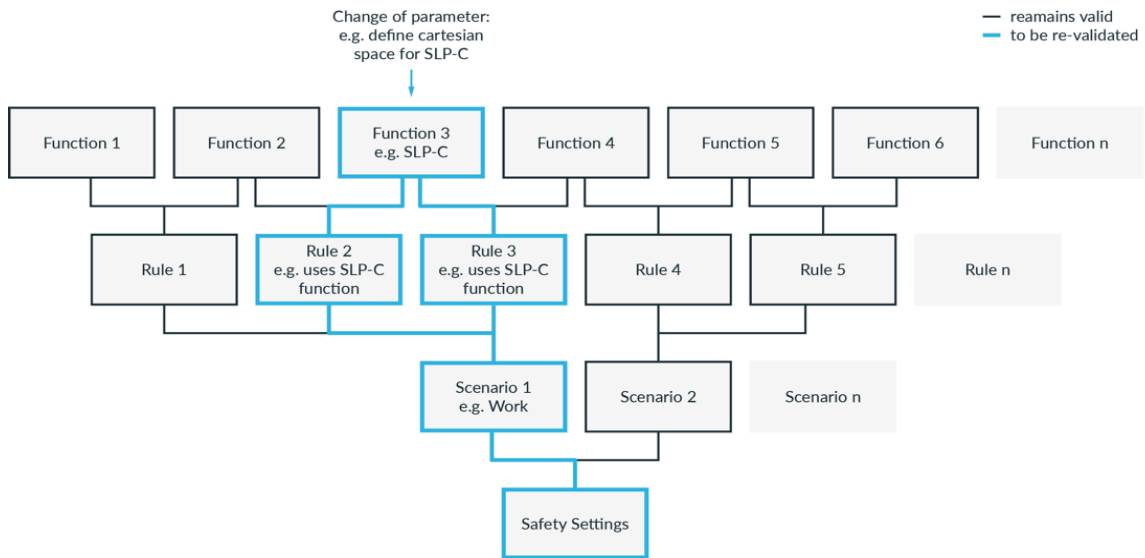 Change of parameter:
e.g. define cartesian
space for SLP-C
reamains valid
to be re-validated
Function 1
Function 2
Function 3
e.g. SLP-C
Function 4
Function 5
Function 6
Function n
Rule 1
Rule 2
e.g. uses SLP-C
function
Rule 3
e.g. uses SLP-C
function
Rule 4
Rule 5
Rule n
Scenario 1
e.g. Work
Scenario 2
Scenario n
Safety Settings